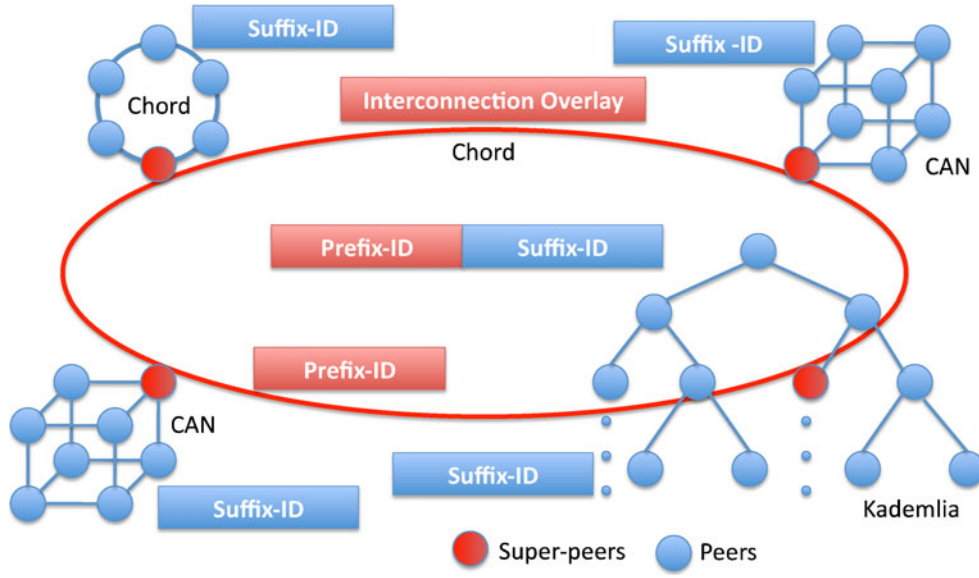 Suffix-ID
Suffix -ID
Interconnection Overlay
Chord
Chord
CAN
Prefix-ID
Suffix-ID
Prefix-ID
CAN
Suffix-ID
Suffix-ID
Kademlia
Super-peers
Peers